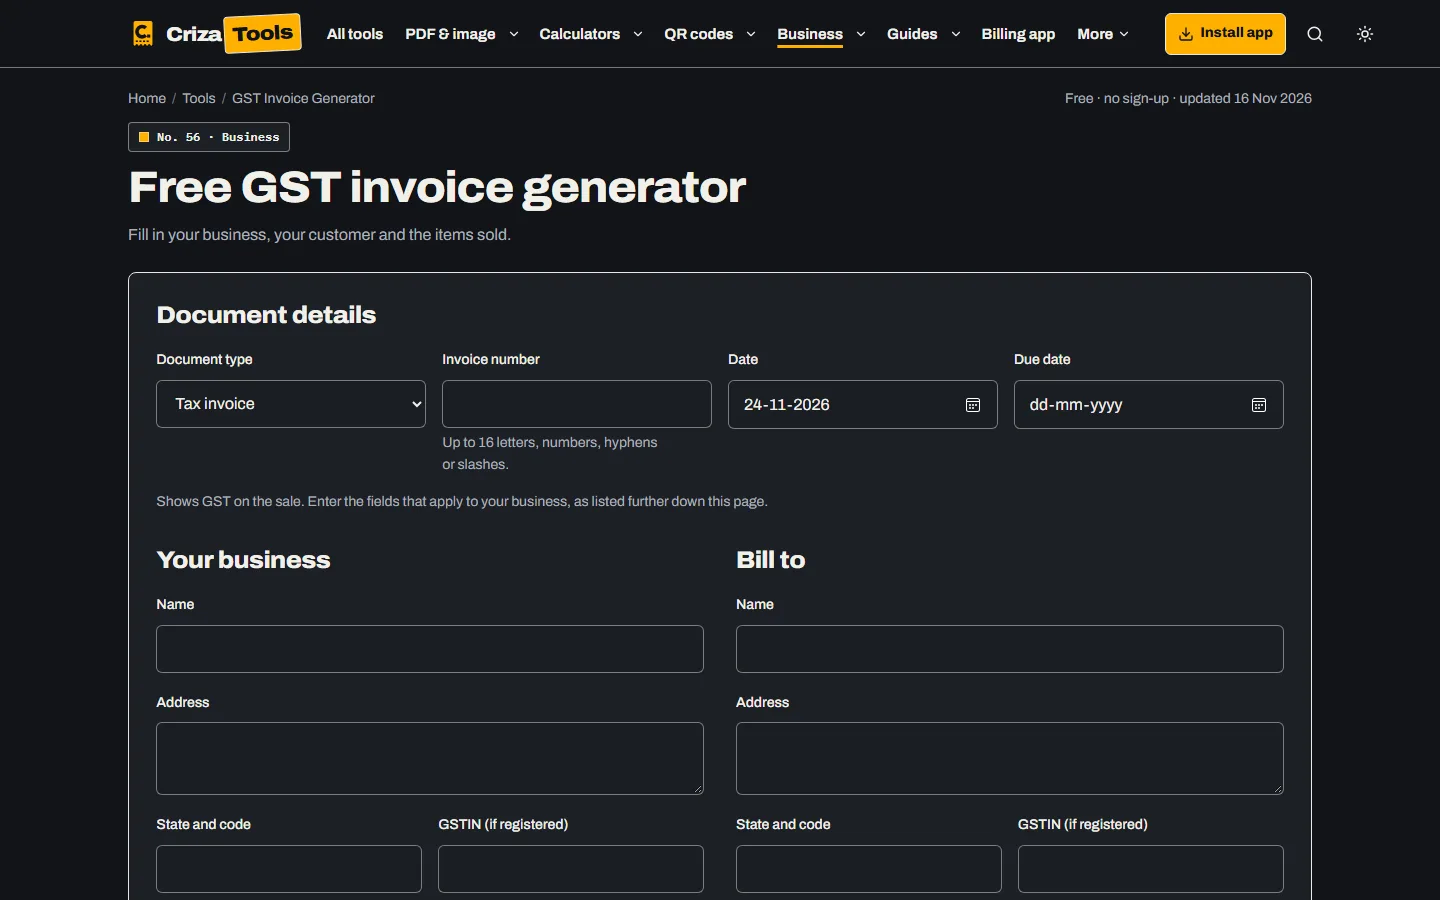 C. Criza Tools All tools PDF & image Calculators QR codes Business Guides Billing app More Install app
Home / Tools / GST Invoice Generator Free · no sign-up · updated 16 Nov 2026
No. 56 · Business
Free GST invoice generator
Fill in your business, your customer and the items sold.
Document details
Document type Invoice number Date Due date
Tax invoice 24-11-2026 dd-mm-yyyy
Up to 16 letters, numbers, hyphens
or slashes.
Shows GST on the sale. Enter the fields that apply to your business, as listed further down this page.
Your business Bill to
Name Name
Address Address
State and code GSTIN (if registered) State and code GSTIN (if registered)